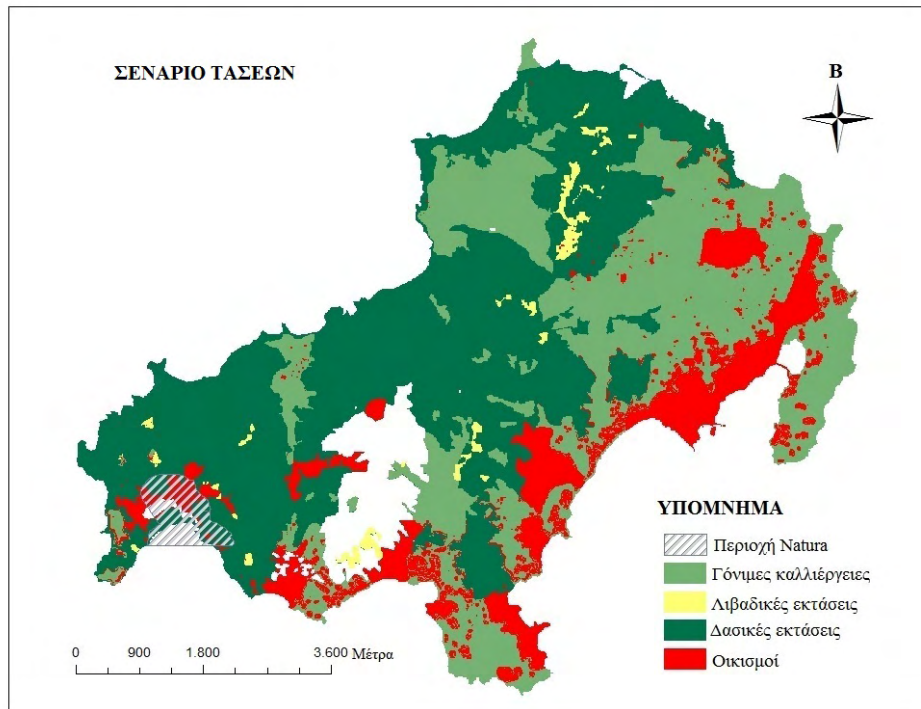 ΣΕΝΑΡΙΟ ΤΑΣΕΩΝ
Β
ΥΠΟΜΝΗΜΑ
Περιοχή Natura
Γόνιμες καλλιέργειες
Λιβαδικές εκτάσεις
Δασικές εκτάσεις
Οικισμοί
0 900 1.800 3.600 Μέτρα